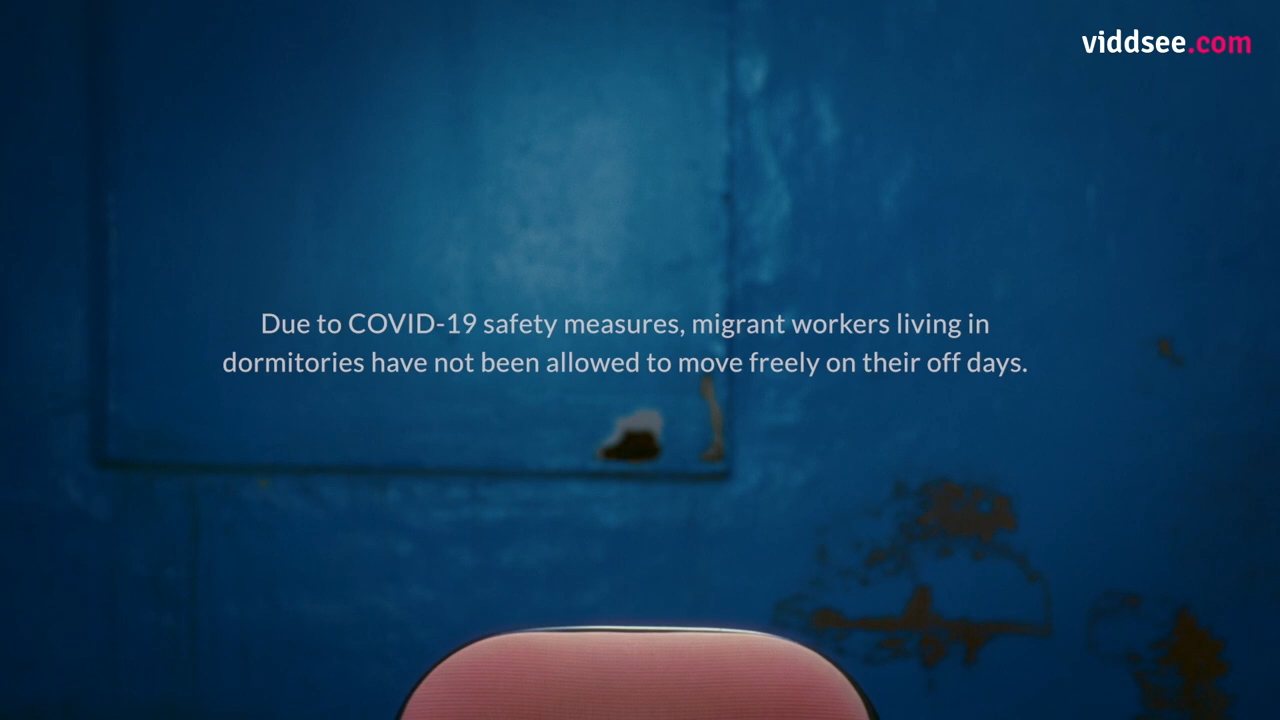 viddsee.com
Due to COVID-19 safety measures, migrant workers living in
dormitories have not been allowed to move freely on their off days.